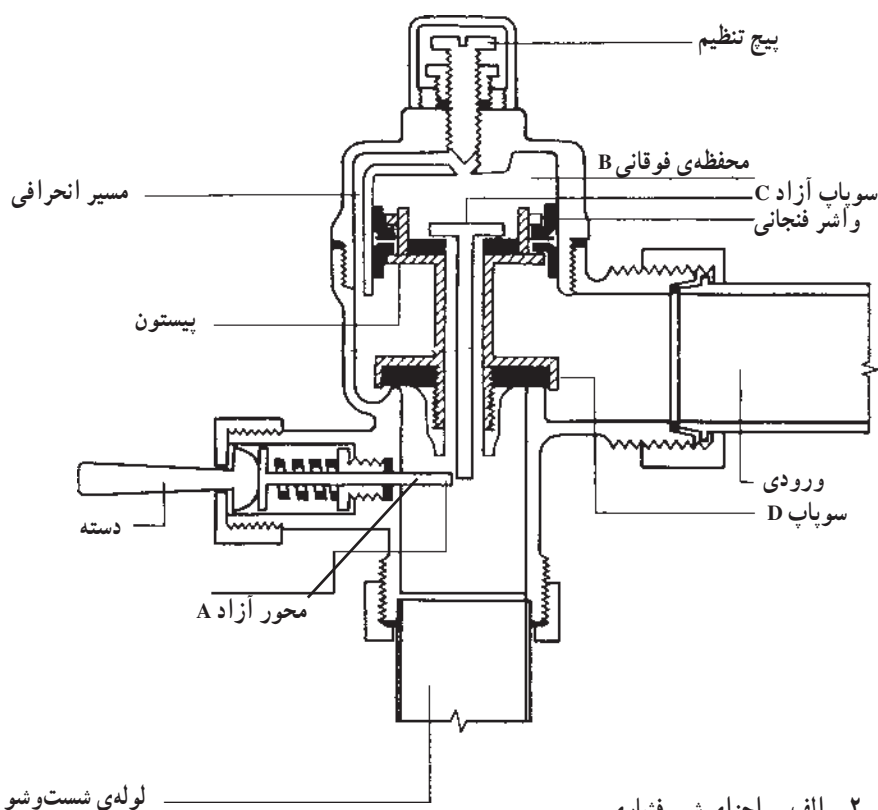 پیچ تنظیم
محفظه‌ی فوقانی B
سوپاپ آزاد C
واشر فنجانی
مسیر انحرافی
پیستون
ورودی
سوپاپ D
دسته
محور آزاد A
لوله‌ی شست‌وشو